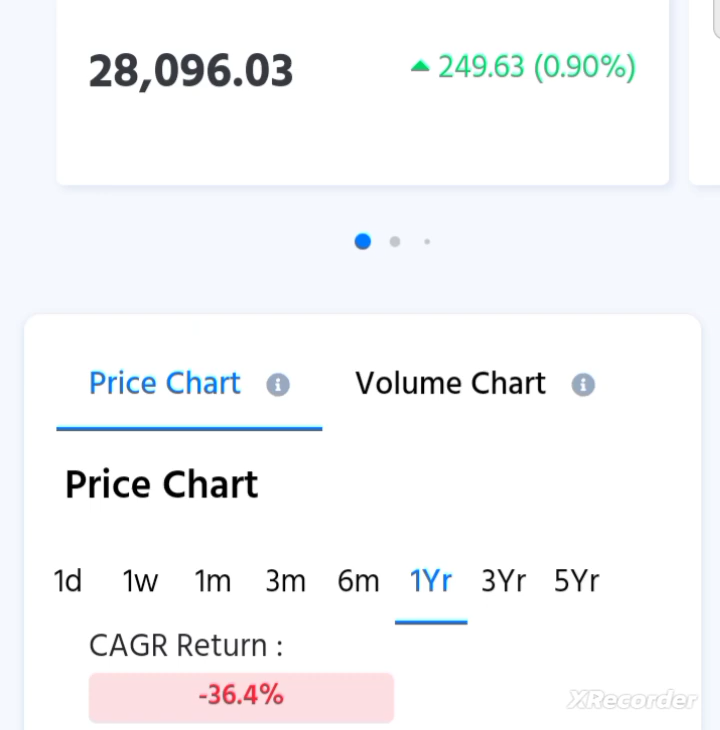 28,096.03 ▲ 249.63 (0.90%)
Price Chart Volume Chart
Price Chart
1d 1w 1m 3m 6m 1Yr 3Yr 5Yr
CAGR Return :
-36.4%
XRecorder